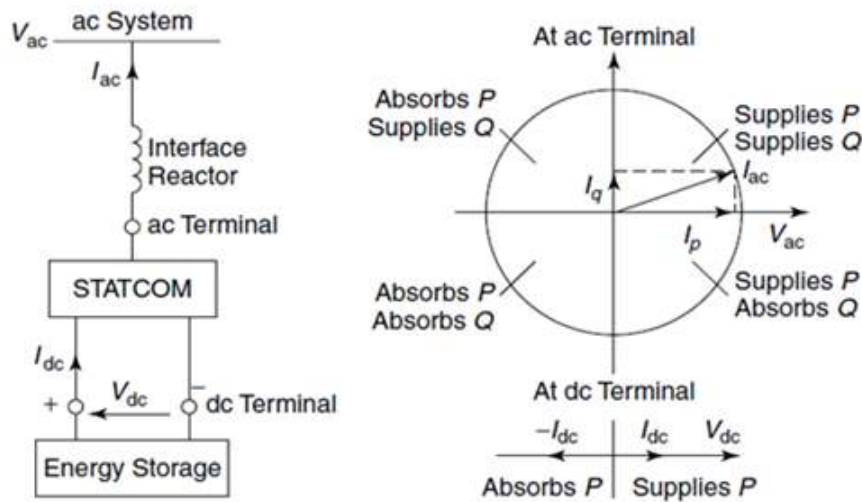 ac System
V_ac
I_ac
Interface
Reactor
ac Terminal
STATCOM
I_dc
V_dc
+
−
dc Terminal
Energy Storage
At ac Terminal
Absorbs P
Supplies Q
Supplies P
Supplies Q
I_ac
I_q
I_p
V_ac
Absorbs P
Absorbs Q
Supplies P
Absorbs Q
At dc Terminal
−I_dc
I_dc
V_dc
Absorbs P
Supplies P